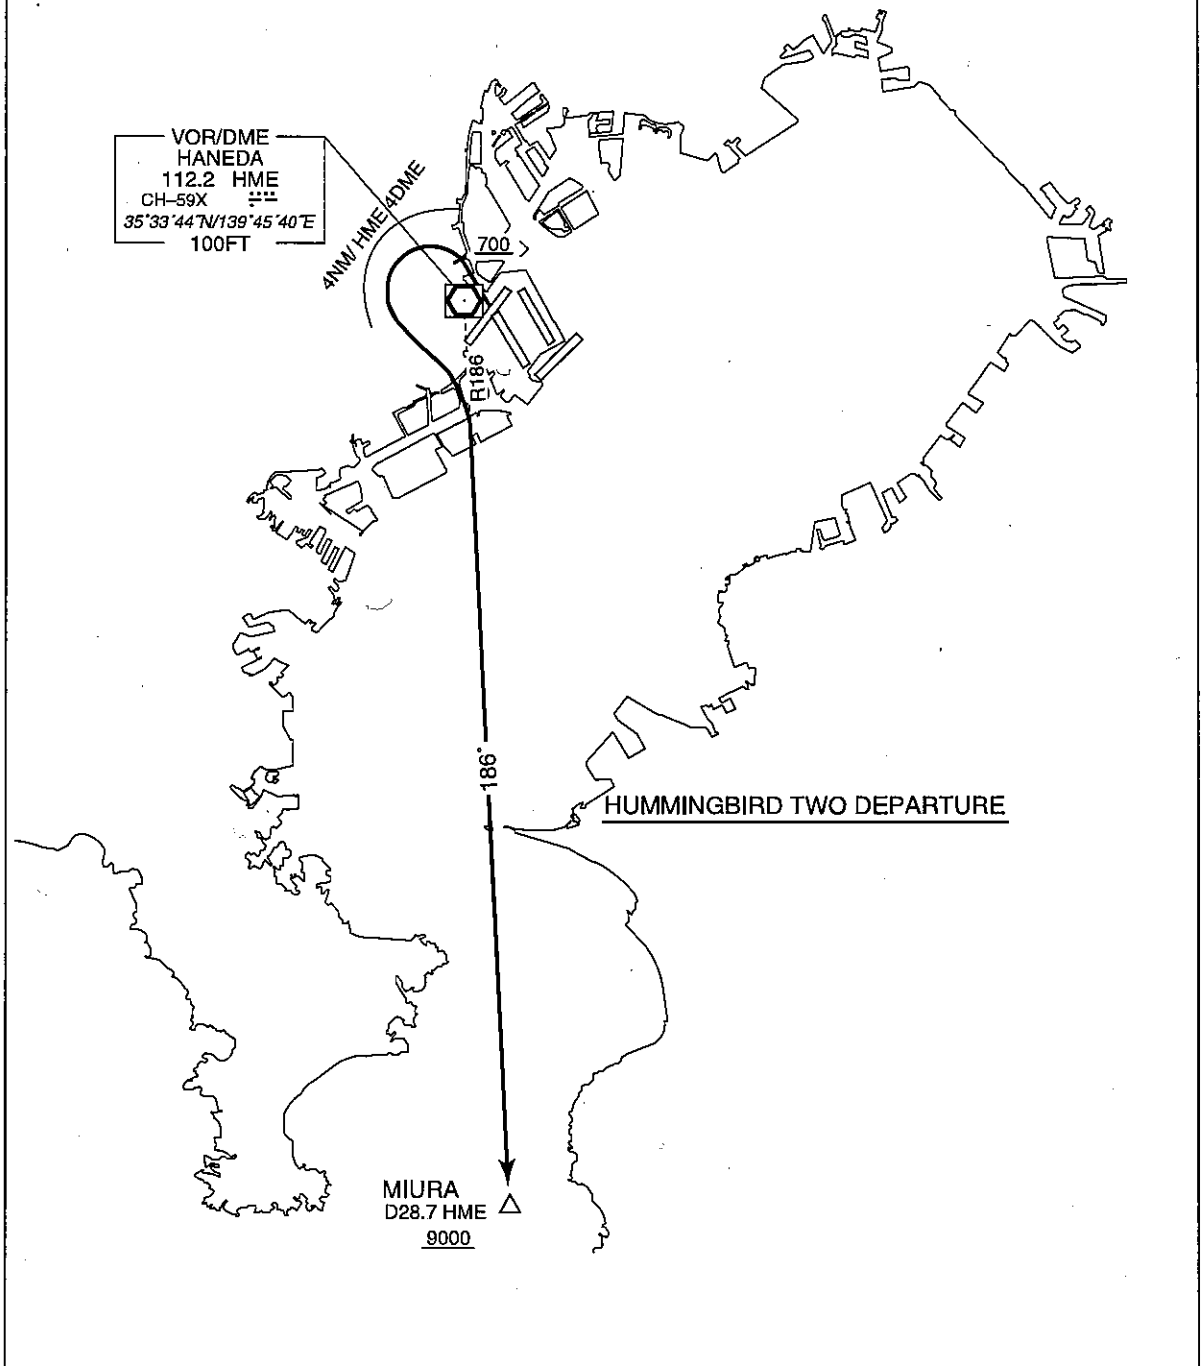 VOR/DME
HANEDA
112.2 HME
CH-59X
35°33'44"N/139°45'40"E
100FT
4NM/ HME 4DME
700
R186
186°
HUMMINGBIRD TWO DEPARTURE
MIURA
D28.7 HME
9000